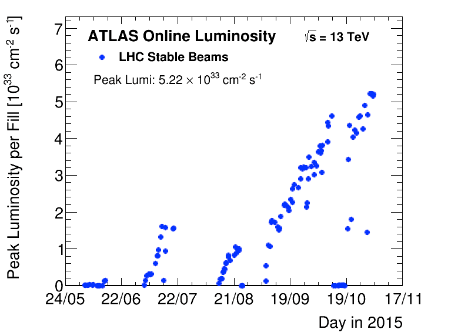 ATLAS Online Luminosity √s = 13 TeV
LHC Stable Beams
Peak Lumi: 5.22 × 10³³ cm⁻² s⁻¹
Peak Luminosity per Fill [10³³ cm⁻² s⁻¹]
7
6
5
4
3
2
1
0
24/05 22/06 22/07 21/08 19/09 19/10 17/11
Day in 2015